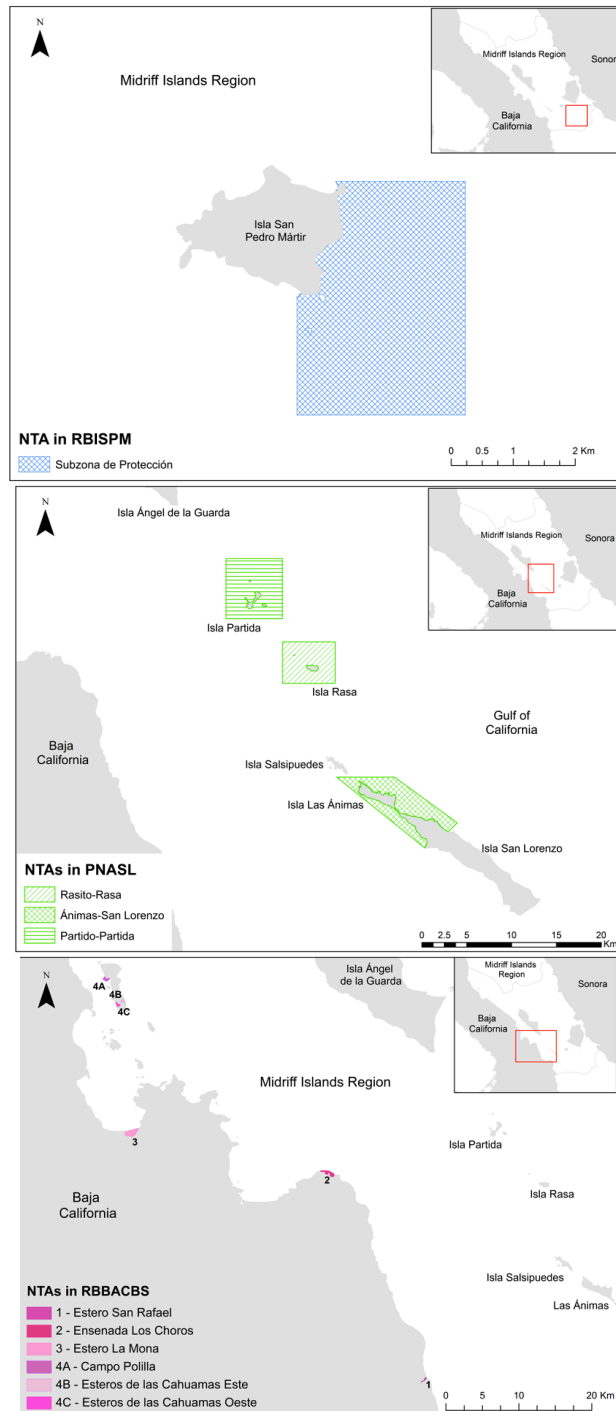 N
Midriff Islands Region
Midriff Islands Region
Sonor
Baja
California
Isla San
Pedro Mártir
NTA in RBISPM
Subzona de Protección
0 0.5 1 2 Km
N
Isla Ángel de la Guarda
Midriff Islands Region
Sonora
Baja
California
Isla Partida
Isla Rasa
Gulf of
California
Baja
California
Isla Salsipuedes
Isla Las Ánimas
Isla San Lorenzo
NTAs in PNASL
Rasito-Rasa
Ánimas-San Lorenzo
Partido-Partida
0 2.5 5 10 15 20
Km
N
4A
4B
4C
Isla Ángel
de la Guarda
Midriff Islands
Region
Sonora
Baja
California
Midriff Islands Region
3
2
Isla Partida
Baja
California
Isla Rasa
Isla Salsipuedes
Las Ánimas
NTAs in RBBACBS
1 - Estero San Rafael
2 - Ensenada Los Choros
3 - Estero La Mona
4A - Campo Polilla
4B - Esteros de las Cahuamas Este
4C - Esteros de las Cahuamas Oeste
1
0 5 10 20 Km